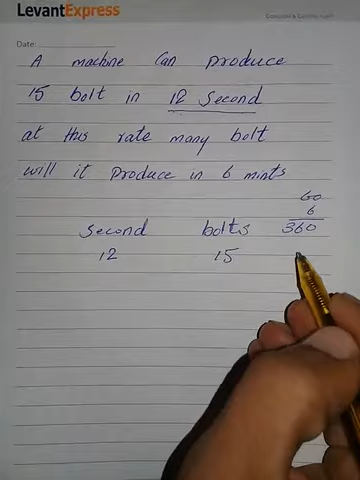 LevantExpress
Date:
A machine Can Produce
15 bolt in 12 Second
at this rate many bolt
will it Produce in 6 mints
60
6
second bolts 360
12 15